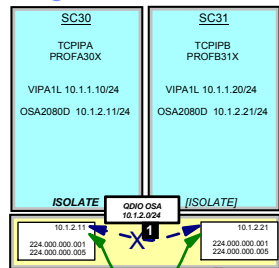 SC30
TCPIPA
PROFA30X
VIPA1L 10.1.1.10/24
OSA2080D 10.1.2.11/24
SC31
TCPIPB
PROFB31X
VIPA1L 10.1.1.20/24
OSA2080D 10.1.2.21/24
ISOLATE
QDIO OSA
10.1.2.0/24
[ISOLATE]
10.1.2.11
224.000.000.001
224.000.000.005
X
1
10.1.2.21
224.000.000.001
224.000.000.005